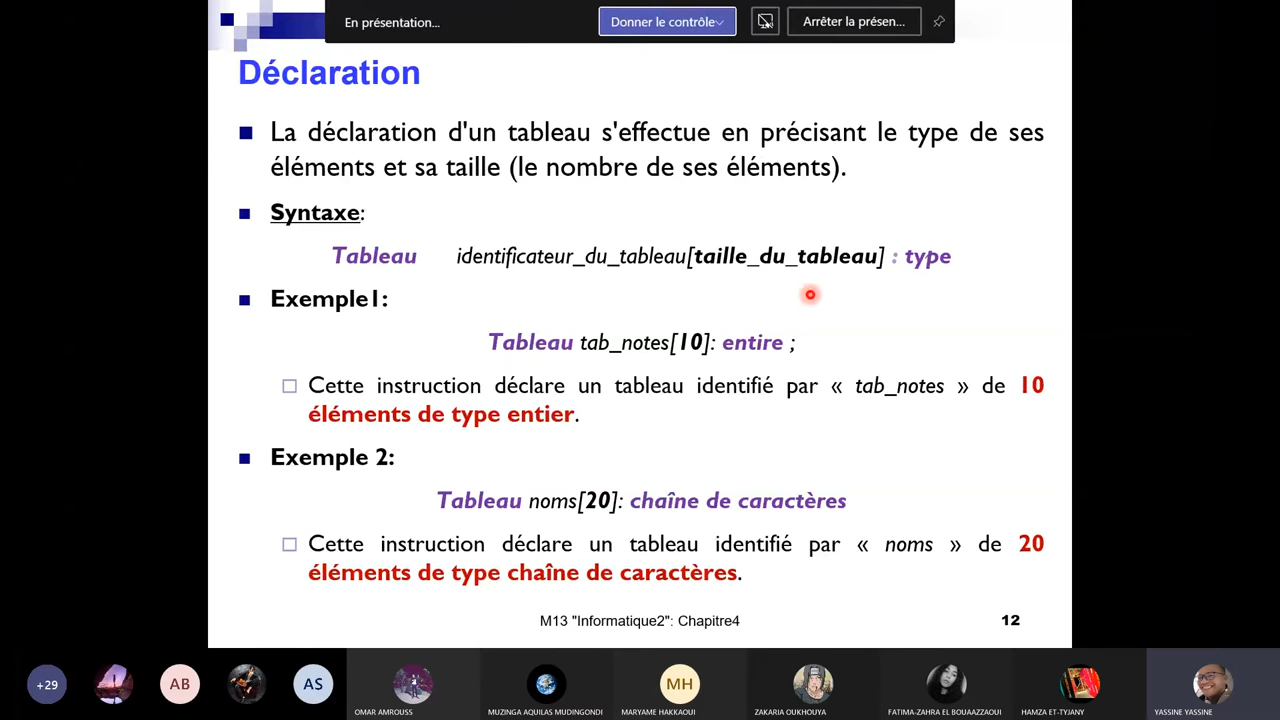 En présentation...
Donner le contrôle
Arrêter la présen...
Déclaration
La déclaration d'un tableau s'effectue en précisant le type de ses
éléments et sa taille (le nombre de ses éléments).
Syntaxe:
Tableau identificateur_du_tableau[taille_du_tableau] : type
Exemple1:
Tableau tab_notes[10]: entire ;
Cette instruction déclare un tableau identifié par « tab_notes » de 10
éléments de type entier.
Exemple 2:
Tableau noms[20]: chaîne de caractères
Cette instruction déclare un tableau identifié par « noms » de 20
éléments de type chaîne de caractères.
M13 "Informatique2": Chapitre4
12
+29
AB
AS
MH
OMAR AMROUSS
MUZINGA AQUILAS MUDINGONDI
MARYAME HAKKAOUI
ZAKARIA OUKHOUYA
FATIMA-ZAHRA EL BOUAAZZAOUI
HAMZA ET-TYJANY
YASSINE YASSINE